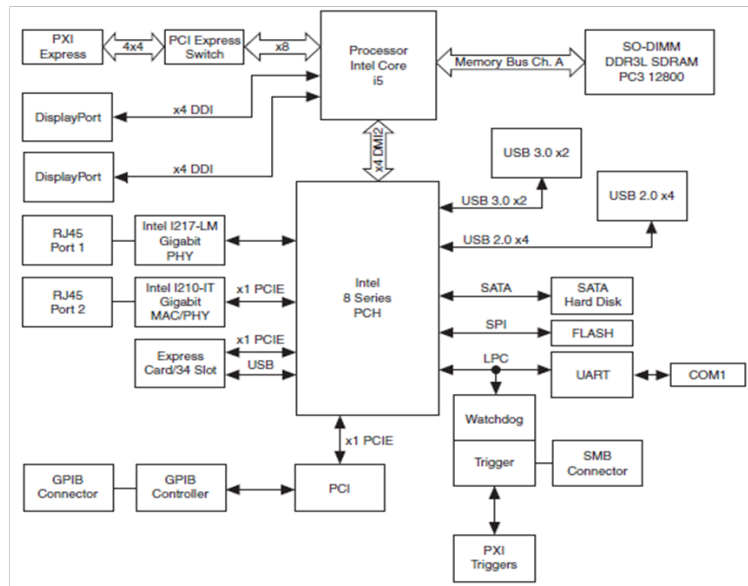 PXI
Express
4x4
PCI Express
Switch
x8
Processor
Intel Core
i5
Memory Bus Ch. A
SO-DIMM
DDR3L SDRAM
PC3 12800
DisplayPort
x4 DDI
DisplayPort
x4 DDI
x4 DMI2
USB 3.0 x2
USB 2.0 x4
USB 3.0 x2
USB 2.0 x4
RJ45
Port 1
Intel I217-LM
Gigabit
PHY
RJ45
Port 2
Intel I210-IT
Gigabit
MAC/PHY
x1 PCIE
Intel
8 Series
PCH
SATA
SATA
Hard Disk
SPI
FLASH
Express
Card/34 Slot
x1 PCIE
USB
LPC
UART
COM1
Watchdog
Trigger
SMB
Connector
x1 PCIE
GPIB
Connector
GPIB
Controller
PCI
PXI
Triggers